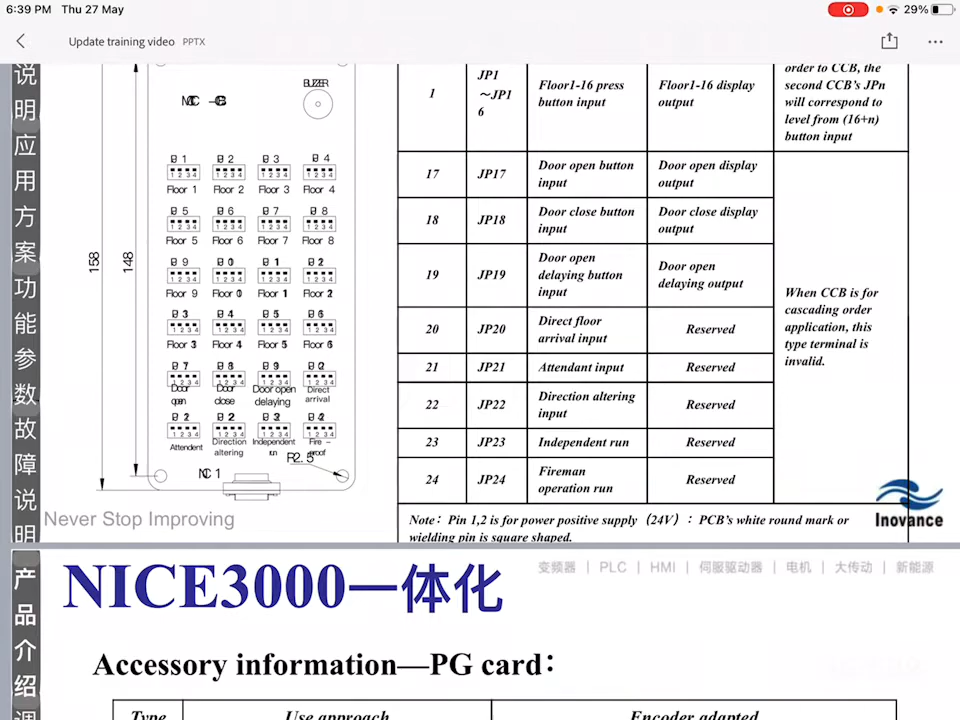 6:39 PM Thu 27 May
29%
Update training video PPTX
说明应用方案功能参数故障说明
BUZZER
158
148
Floor 1 Floor 2 Floor 3 Floor 4
Floor 5 Floor 6 Floor 7 Floor 8
Floor 9
Door open
Door close
Door open delaying
Direct arrival
Attendent
Direction altering
Independent run
Fire-proof
R2.5
1
JP1
～JP1
6
Floor1-16 press
button input
Floor1-16 display
output
order to CCB, the
second CCB's JPn
will correspond to
level from (16+n)
button input
17 JP17 Door open button
input
Door open display
output
18 JP18 Door close button
input
Door close display
output
19 JP19 Door open
delaying button
input
Door open
delaying output
20 JP20 Direct floor
arrival input
Reserved
21 JP21 Attendant input Reserved
22 JP22 Direction altering
input
Reserved
23 JP23 Independent run Reserved
24 JP24 Fireman
operation run
Reserved
When CCB is for
cascading order
application, this
type terminal is
invalid.
Note：Pin 1,2 is for power positive supply（24V）：PCB's white round mark or
wielding pin is square shaped.
Never Stop Improving
Inovance
产品介绍
NICE3000一体化
变频器 | PLC | HMI | 伺服驱动器 | 电机 | 大传动 | 新能源
Accessory information—PG card：
Type Use approach Encoder adapted